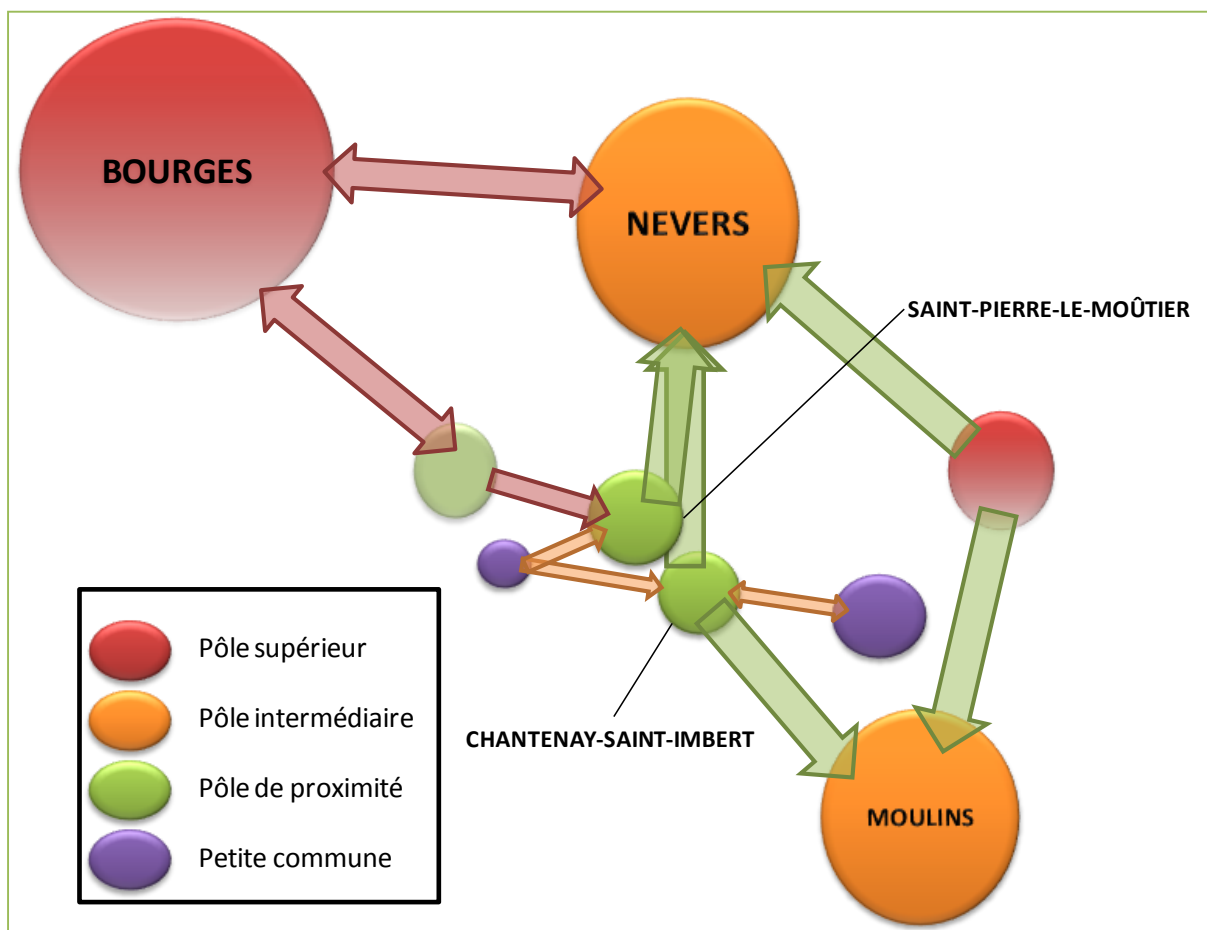 BOURGES
NEVERS
SAINT-PIERRE-LE-MOÛTIER
CHANTENAY-SAINT-IMBERT
MOULINS
Pôle supérieur
Pôle intermédiaire
Pôle de proximité
Petite commune